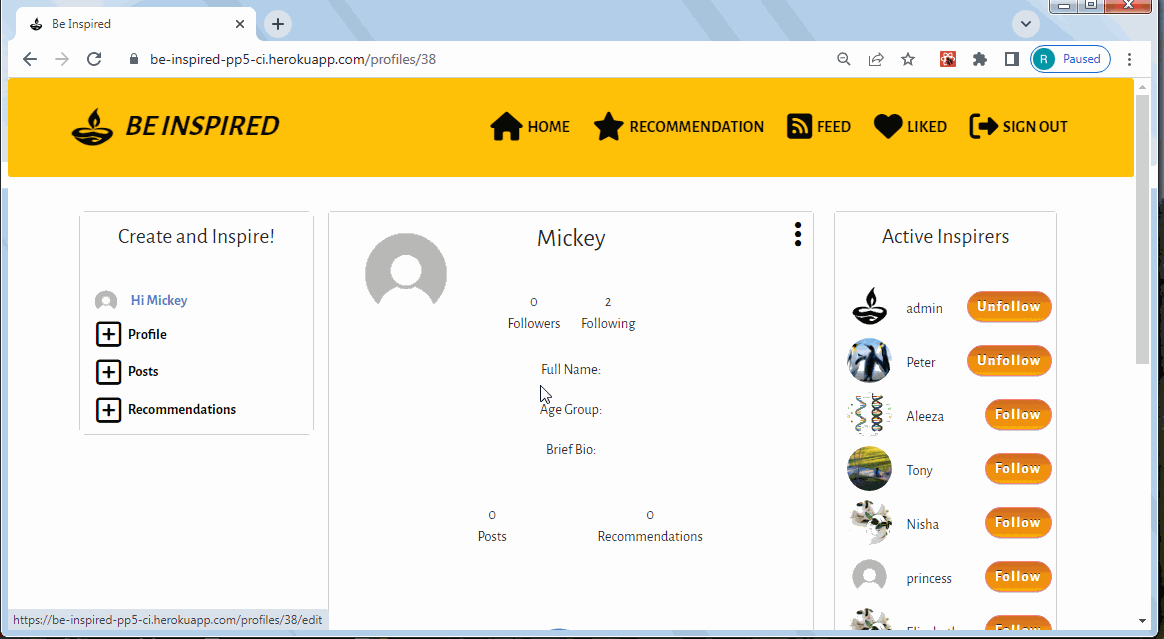 Be Inspired
be-inspired-pp5-ci.herokuapp.com/profiles/38
R Paused
BE INSPIRED
HOME RECOMMENDATION FEED LIKED SIGN OUT
Create and Inspire!
Hi Mickey
Profile
Posts
Recommendations
Mickey
0 2
Followers Following
Full Name:
Age Group:
Brief Bio:
0 0
Posts Recommendations
Active Inspirers
admin Unfollow
Peter Unfollow
Aleeza Follow
Tony Follow
Nisha Follow
princess Follow
Follow
https://be-inspired-pp5-ci.herokuapp.com/profiles/38/edit